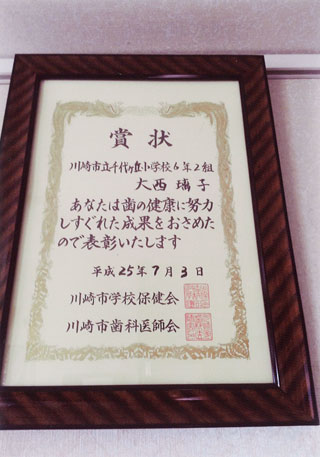 賞状
川崎市立千代ヶ丘小学校6年2組
大西璃子
あなたは歯の健康に努力
しすぐれた成果をおさめた
ので表彰いたします
平成25年7月3日
川崎市学校保健会
川崎市歯科医師会